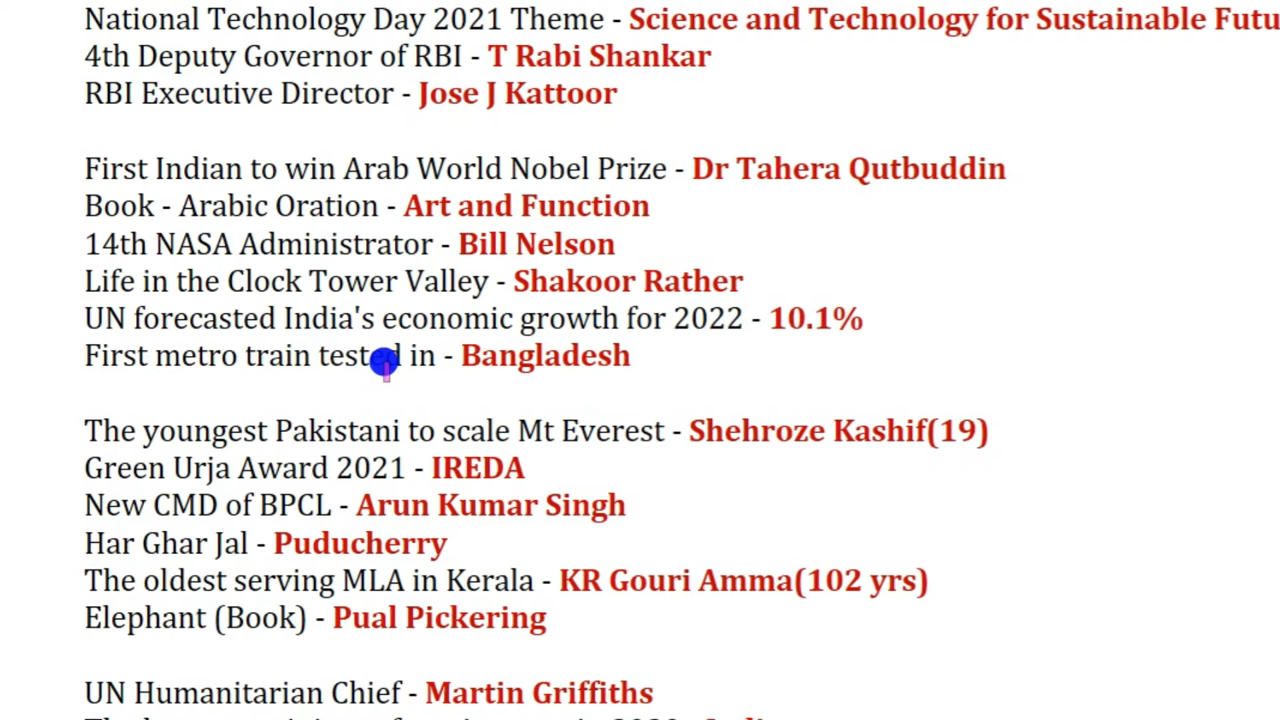 National Technology Day 2021 Theme - Science and Technology for Sustainable
4th Deputy Governor of RBI - T Rabi Shankar
RBI Executive Director - Jose J Kattoor
First Indian to win Arab World Nobel Prize - Dr Tahera Qutbuddin
Book - Arabic Oration - Art and Function
14th NASA Administrator - Bill Nelson
Life in the Clock Tower Valley - Shakoor Rather
UN forecasted India's economic growth for 2022 - 10.1%
First metro train tested in - Bangladesh
The youngest Pakistani to scale Mt Everest - Shehroze Kashif(19)
Green Urja Award 2021 - IREDA
New CMD of BPCL - Arun Kumar Singh
Har Ghar Jal - Puducherry
The oldest serving MLA in Kerala - KR Gouri Amma(102 yrs)
Elephant (Book) - Pual Pickering
UN Humanitarian Chief - Martin Griffiths